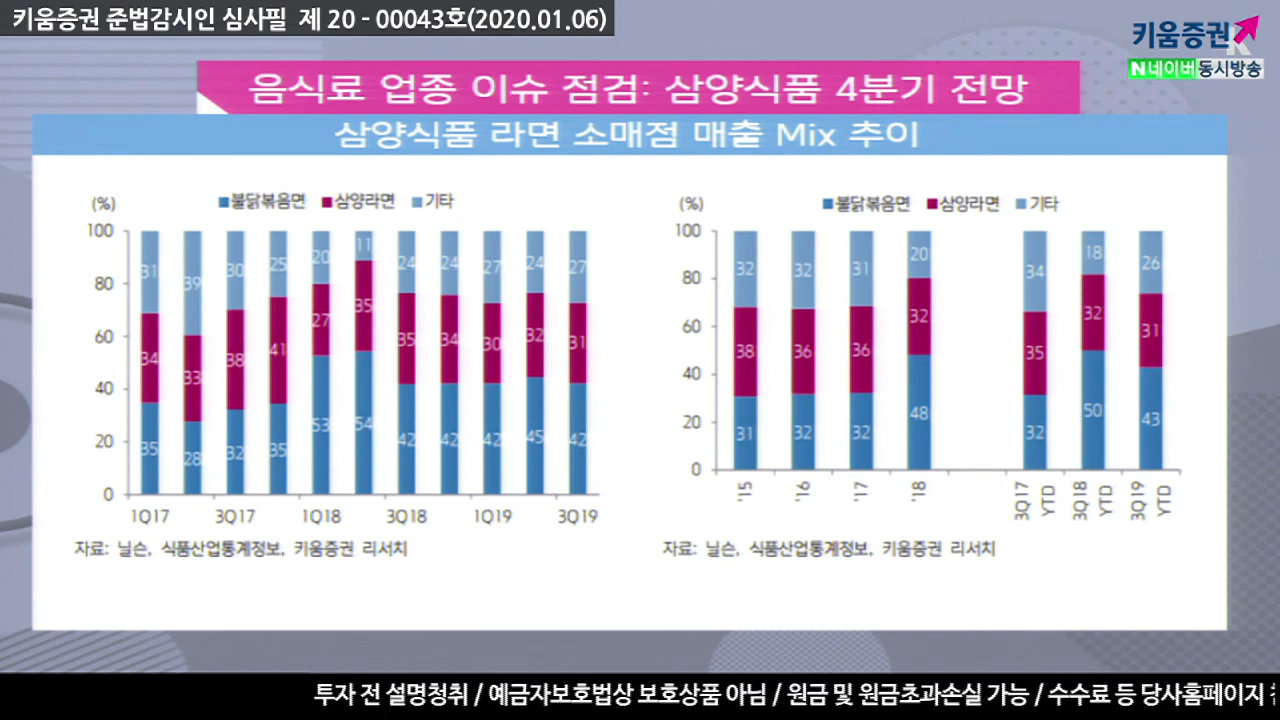 키움증권 준법감시인 심사필 제 20 - 00043호(2020.01.06)
키움증권
N 네이버 동시방송
음식료 업종 이슈 점검: 삼양식품 4분기 전망
삼양식품 라면 소매점 매출 Mix 추이
(%) 불닭볶음면 삼양라면 기타
100
80
60
40
20
0
31 39 30 25 20 11 24 24 27 24 27
34 33 38 41 27 35 35 34 30 32 31
35 28 32 35 53 54 42 42 42 45 42
1Q17 3Q17 1Q18 3Q18 1Q19 3Q19
자료: 닐슨, 식품산업통계정보, 키움증권 리서치
(%) 불닭볶음면 삼양라면 기타
100
80
60
40
20
0
32 32 31 20 34 18 26
38 36 36 32 35 32 31
31 32 32 48 32 50 43
'15 '16 '17 '18 3Q17 YTD 3Q18 YTD 3Q19 YTD
자료: 닐슨, 식품산업통계정보, 키움증권 리서치
투자 전 설명청취 / 예금자보호법상 보호상품 아님 / 원금 및 원금초과손실 가능 / 수수료 등 당사홈페이지